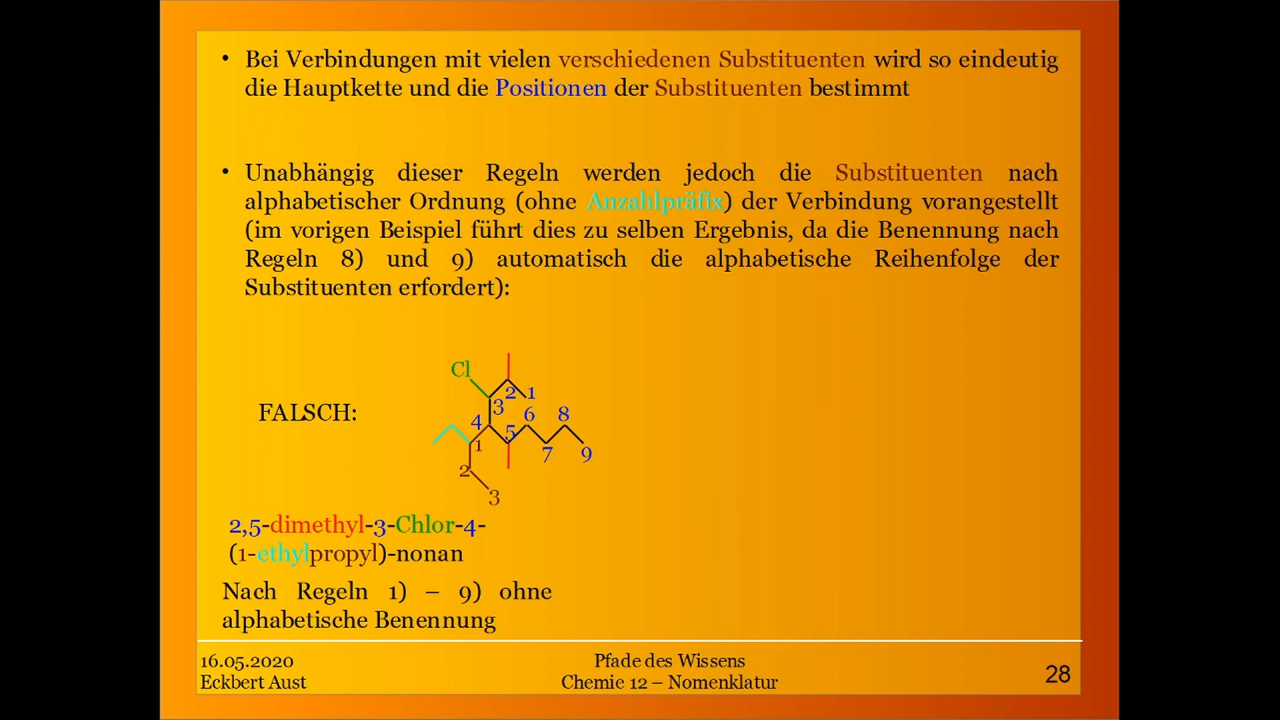 • Bei Verbindungen mit vielen verschiedenen Substituenten wird so eindeutig
die Hauptkette und die Positionen der Substituenten bestimmt
• Unabhängig dieser Regeln werden jedoch die Substituenten nach
alphabetischer Ordnung (ohne Anzahlpräfix) der Verbindung vorangestellt
(im vorigen Beispiel führt dies zu selben Ergebnis, da die Benennung nach
Regeln 8) und 9) automatisch die alphabetische Reihenfolge der
Substituenten erfordert):
FALSCH:
Cl
2 1
3
4 5 6 8
1 7 9
2
3
2,5-dimethyl-3-Chlor-4-
(1-ethylpropyl)-nonan
Nach Regeln 1) – 9) ohne
alphabetische Benennung
16.05.2020
Eckbert Aust
Pfade des Wissens
Chemie 12 – Nomenklatur
28